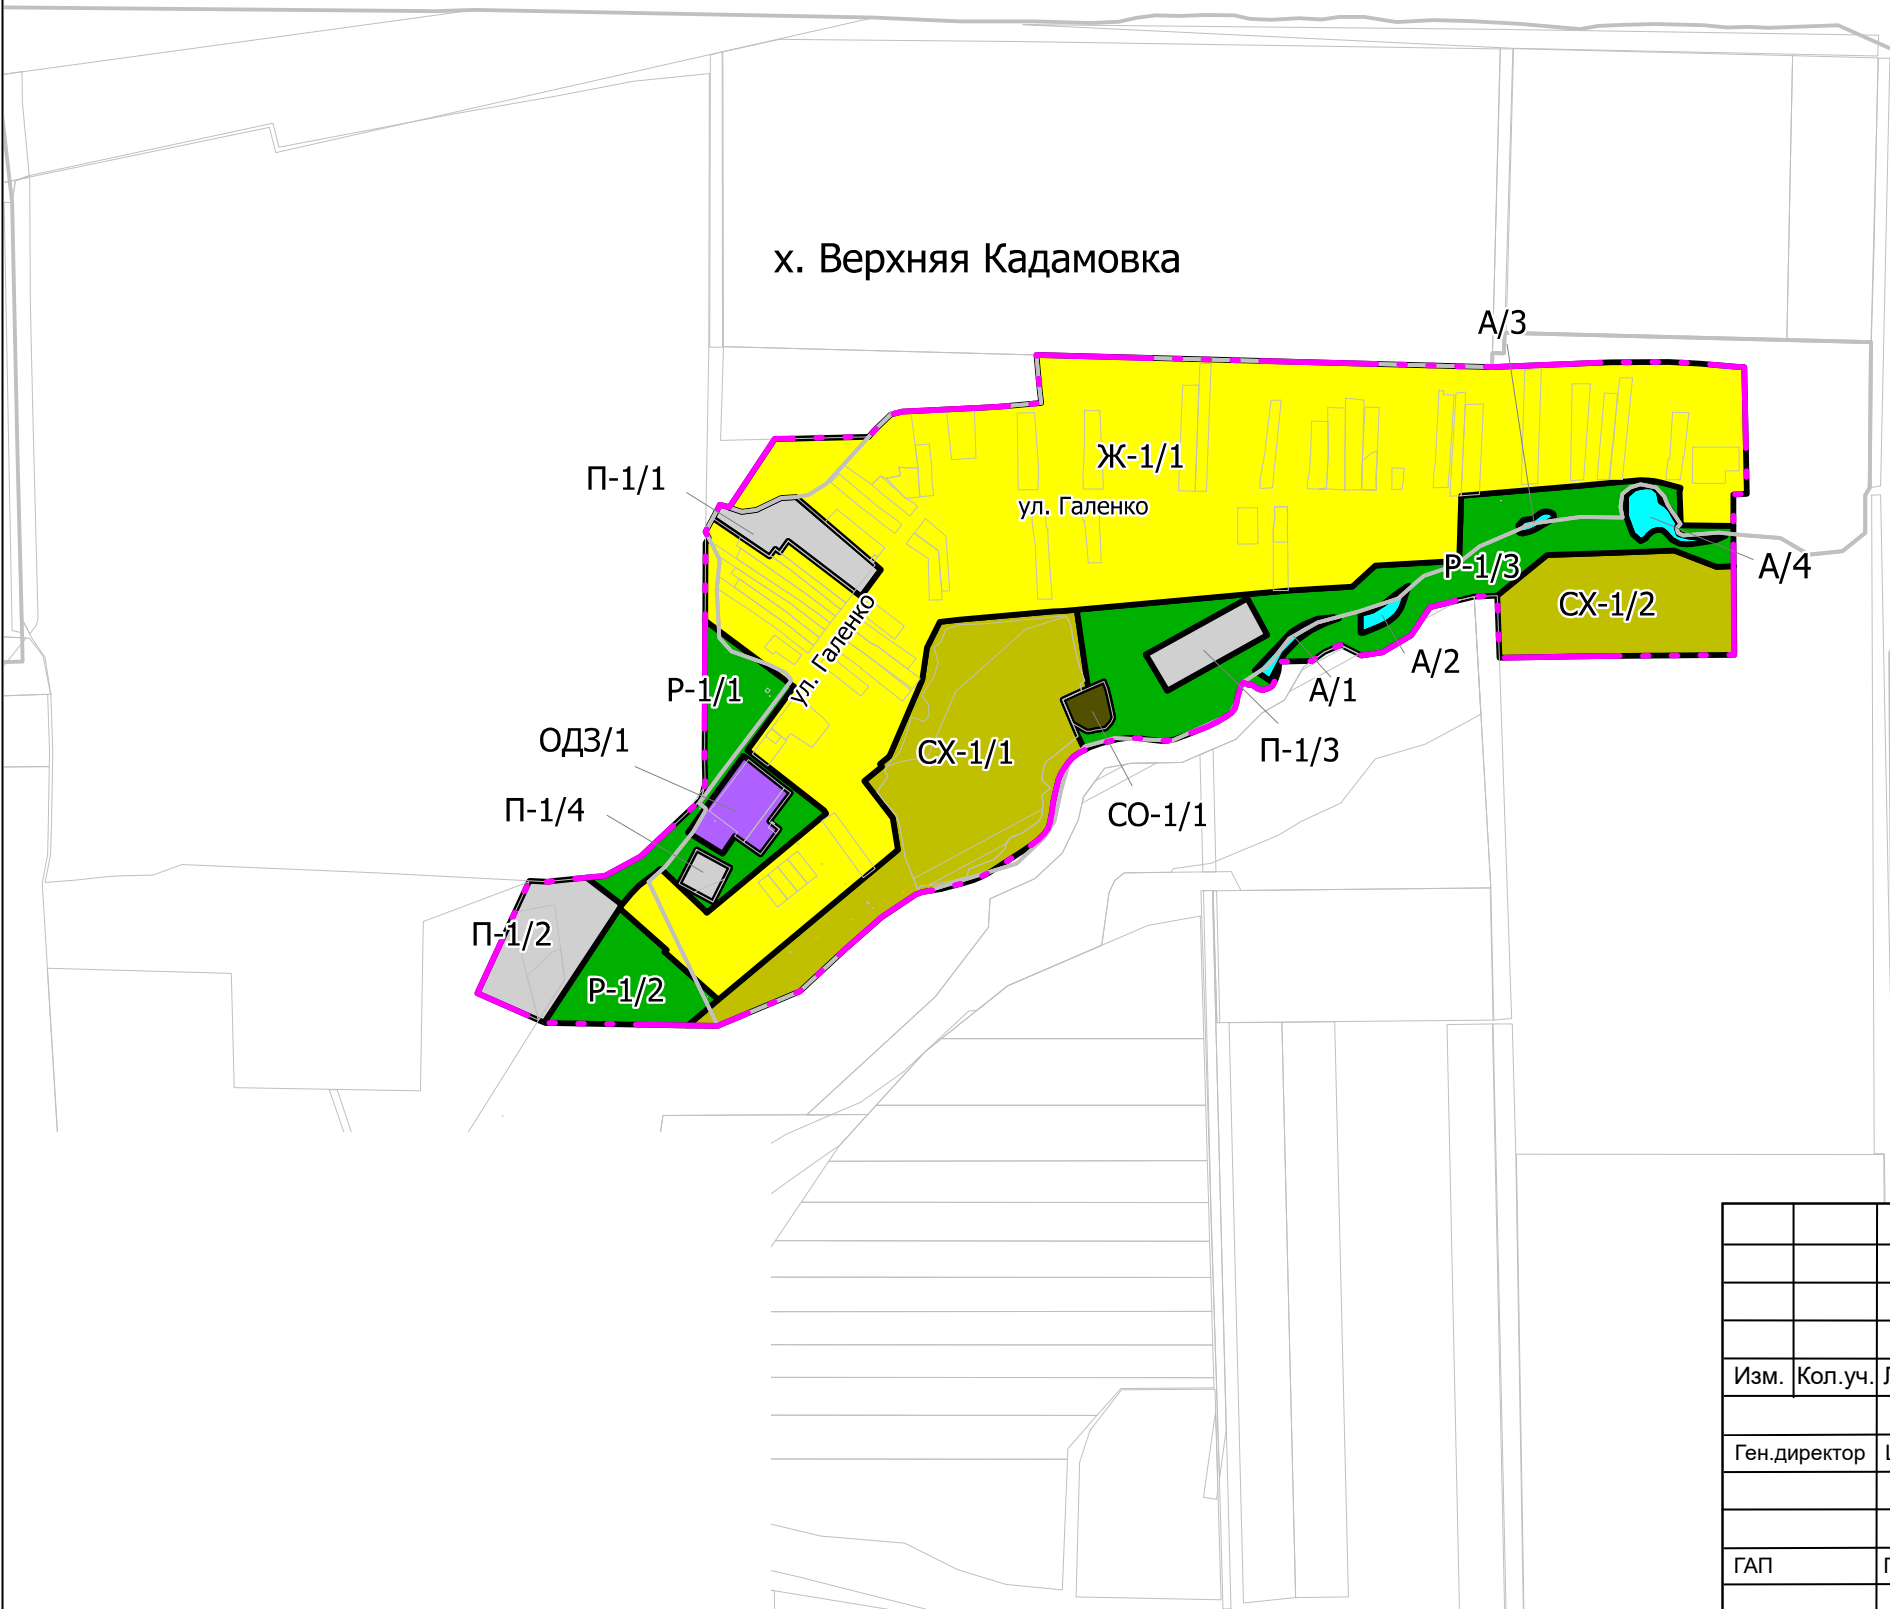 х. Верхняя Кадамовка
А/3
Ж-1/1
П-1/1
ул. Галенко
А/4
Р-1/3
СХ-1/2
ул. Галенко
А/2
Р-1/1
А/1
ОДЗ/1
СХ-1/1
П-1/3
П-1/4
СО-1/1
П-1/2
Р-1/2
Изм. Кол.уч.
Ген.директор
ГАП